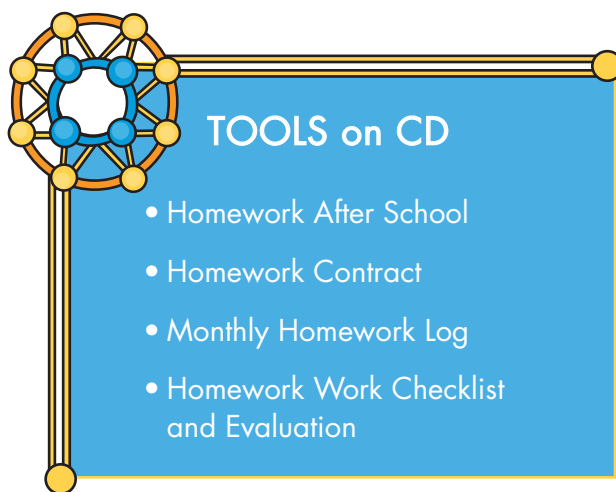 TOOLS on CD
• Homework After School
• Homework Contract
• Monthly Homework Log
• Homework Work Checklist
and Evaluation